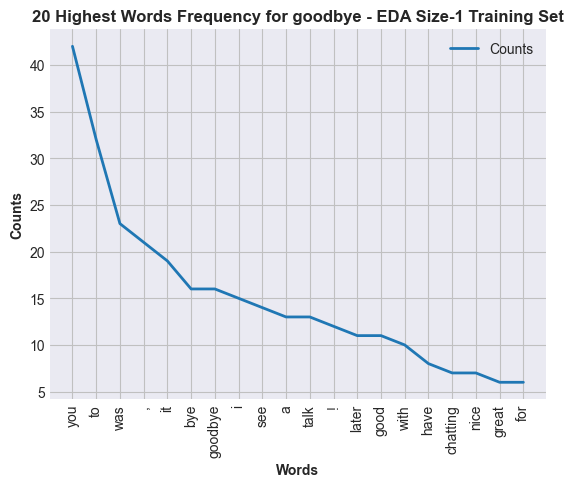 20 Highest Words Frequency for goodbye - EDA Size-1 Training Set
Counts
40
35
30
25
20
15
10
5
Counts
you
to
was
,
it
bye
goodbye
i
see
a
talk
!
later
good
with
have
chatting
nice
great
for
Words